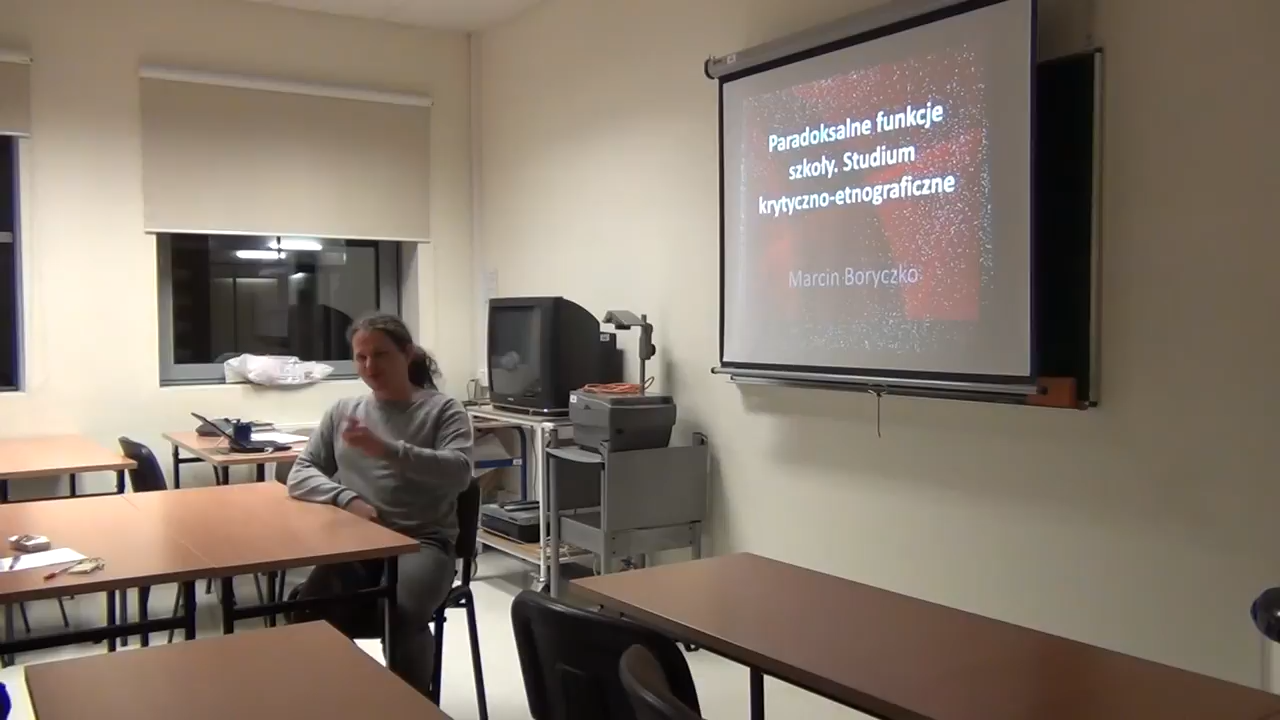 Paradoksalne funkcje
szkoły. Studium
krytyczno-etnograficzne
Marcin Boryczko